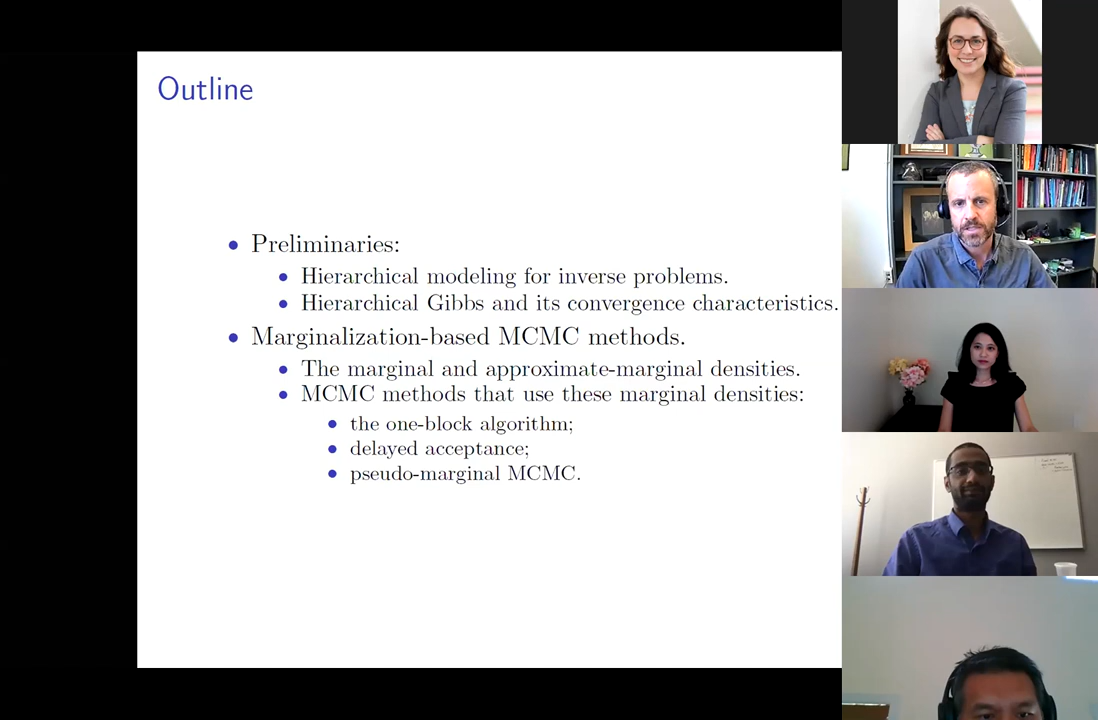 Outline
Preliminaries:
Hierarchical modeling for inverse problems.
Hierarchical Gibbs and its convergence characteristics.
Marginalization-based MCMC methods.
The marginal and approximate-marginal densities.
MCMC methods that use these marginal densities:
the one-block algorithm;
delayed acceptance;
pseudo-marginal MCMC.